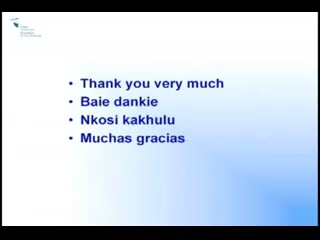 • Thank you very much
• Baie dankie
• Nkosi kakhulu
• Muchas gracias